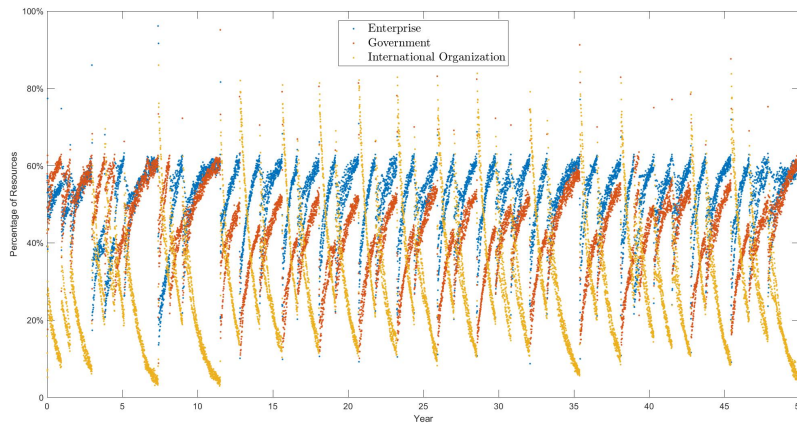 100%
80%
60%
40%
20%
0
Percentage of Resources
Enterprise
Government
International Organization
0 5 10 15 20 25 30 35 40 45 50
Year